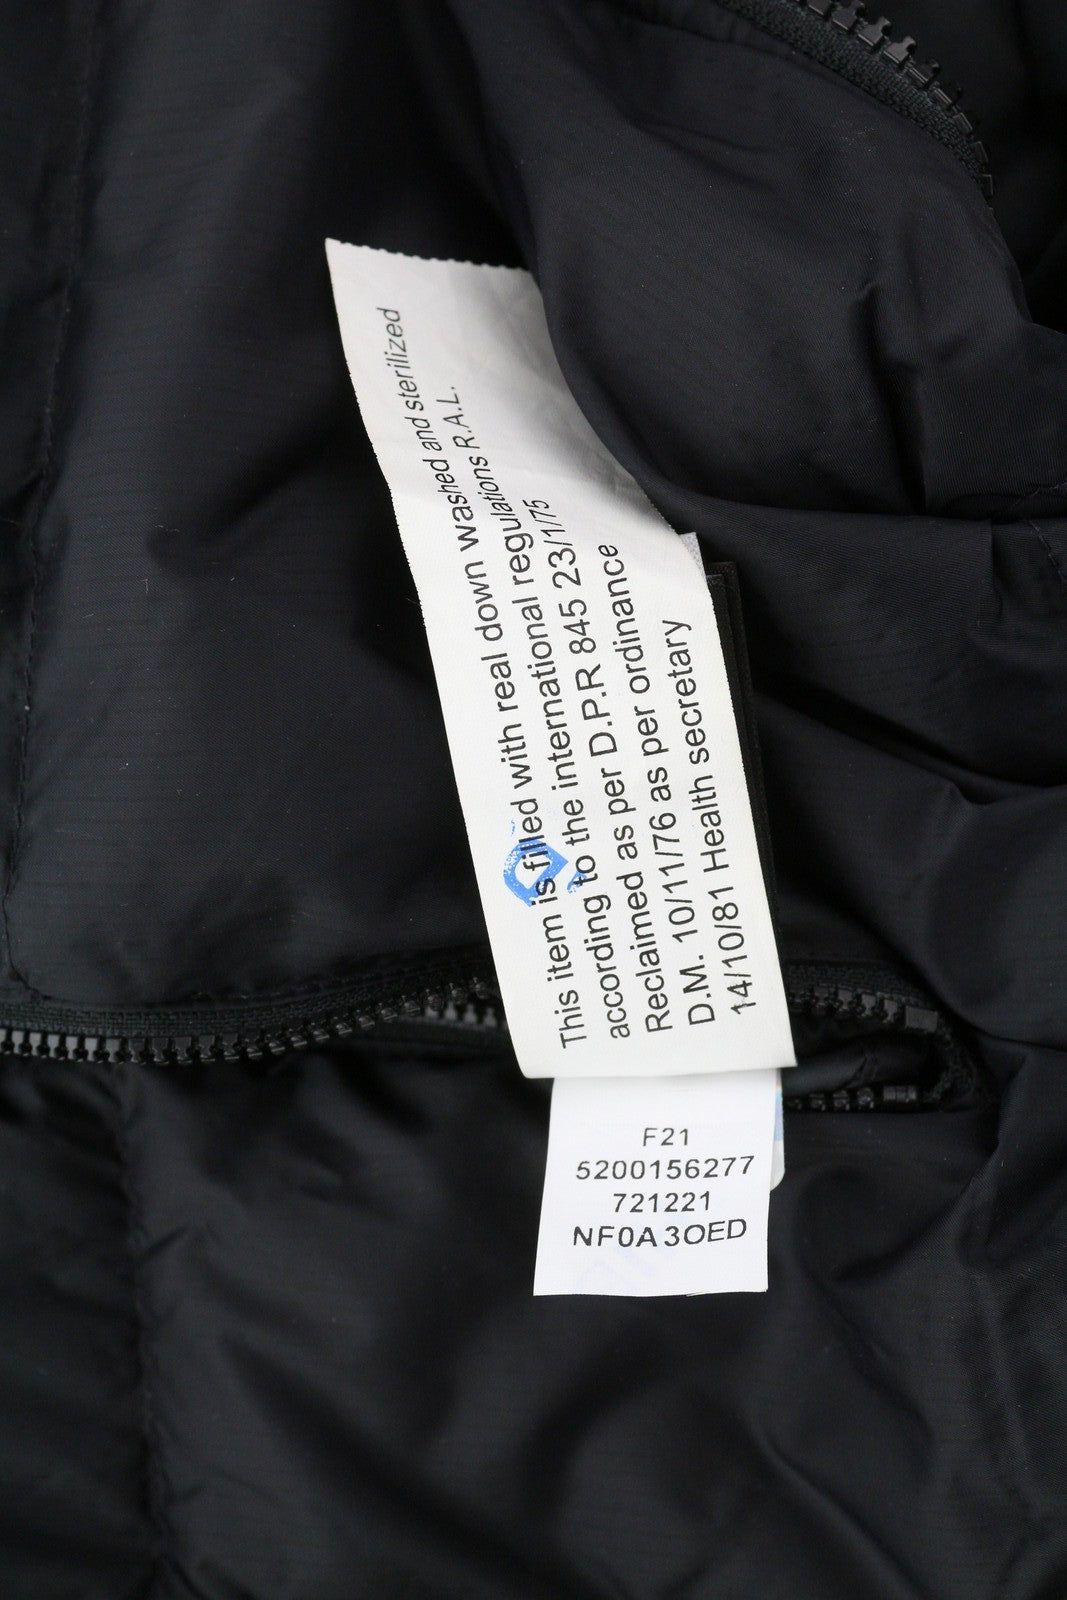 This item is filled with real down washed and sterilized
according to the international regulations R.A.L.
Reclaimed as per D.P.R 845 23/1/75
D.M. 10/11/76 as per ordinance
14/10/81 Health secretary
F21
5200156277
721221
NF0A3OED